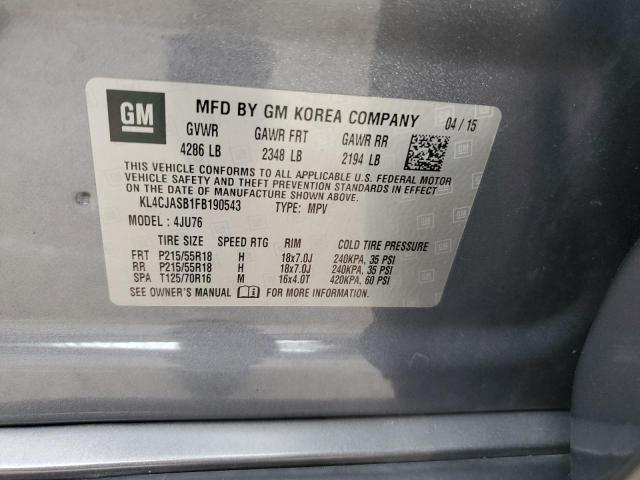 GM
MFD BY GM KOREA COMPANY 04 / 15
GVWR GAWR FRT GAWR RR
4286 LB 2348 LB 2194 LB
THIS VEHICLE CONFORMS TO ALL APPLICABLE U.S. FEDERAL MOTOR
VEHICLE SAFETY AND THEFT PREVENTION STANDARDS IN EFFECT
ON THE DATE OF MANUFACTURE SHOWN ABOVE.
KL4CJASB1FB190543 TYPE: MPV
MODEL: 4JU76
TIRE SIZE SPEED RTG RIM COLD TIRE PRESSURE
FRT P215/55R18 H 18x7.0J 240KPA, 35 PSI
RR P215/55R18 H 18x7.0J 240KPA, 35 PSI
SPA T125/70R16 M 16x4.0T 420KPA, 60 PSI
SEE OWNER'S MANUAL FOR MORE INFORMATION.